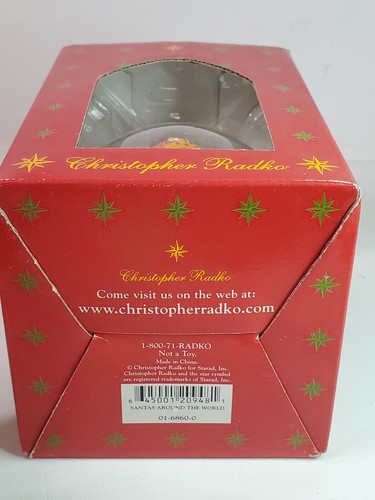 Christopher Radko
Christopher Radko
Come visit us on the web at:
www.christopherradko.com
1-800-71-RADKO
Not a Toy.
Made in China.
© Christopher Radko for Starad, Inc.
Christopher Radko and the star symbol
are registered trademarks of Starad, Inc.
6 45001 20948 1
SANTAS AROUND THE WORLD
01-6860-0